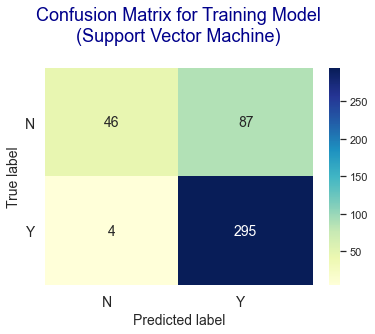 Confusion Matrix for Training Model
(Support Vector Machine)
True label
N
46
87
Y
4
295
N
Y
Predicted label
250
200
150
100
50